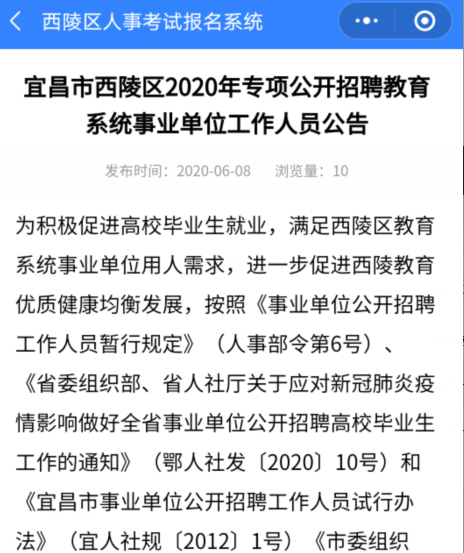 西陵区人事考试报名系统
宜昌市西陵区2020年专项公开招聘教育
系统事业单位工作人员公告
发布时间：2020-06-08 浏览量：10
为积极促进高校毕业生就业，满足西陵区教育
系统事业单位用人需求，进一步促进西陵教育
优质健康均衡发展，按照《事业单位公开招聘
工作人员暂行规定》（人事部令第6号）、
《省委组织部、省人社厅关于应对新冠肺炎疫
情影响做好全省事业单位公开招聘高校毕业生
工作的通知》（鄂人社发〔2020〕10号）和
《宜昌市事业单位公开招聘工作人员试行办
法》（宜人社规〔2012〕1号）《市委组织